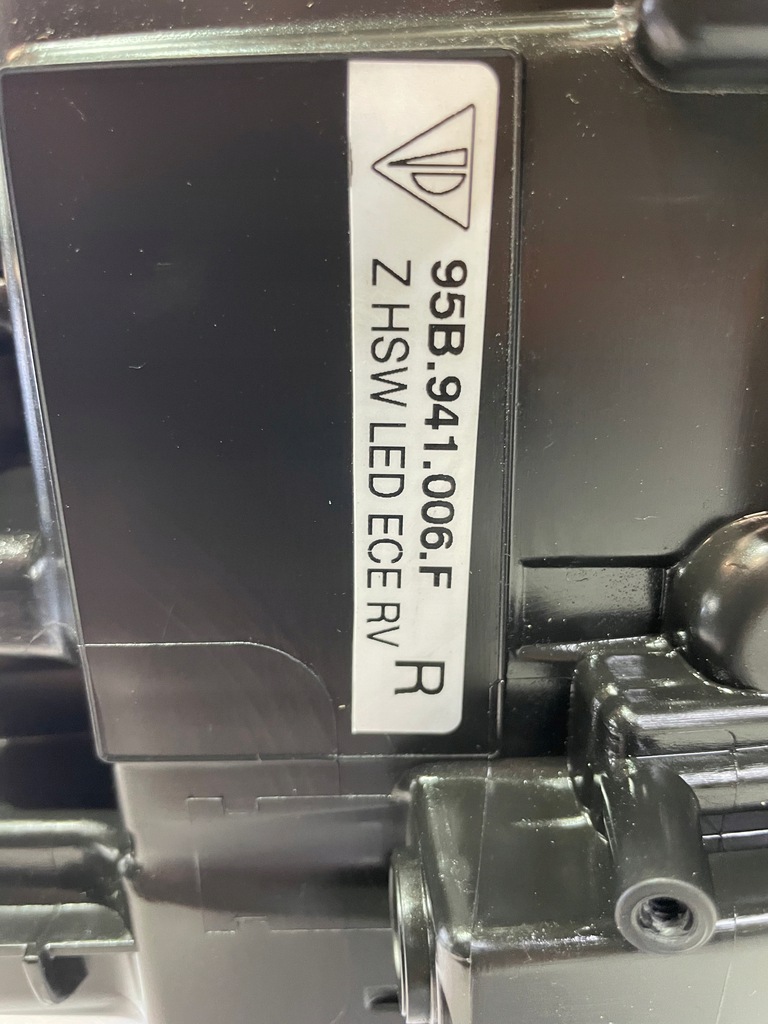 95B.941.006.F
Z HSW LED ECE RV
R